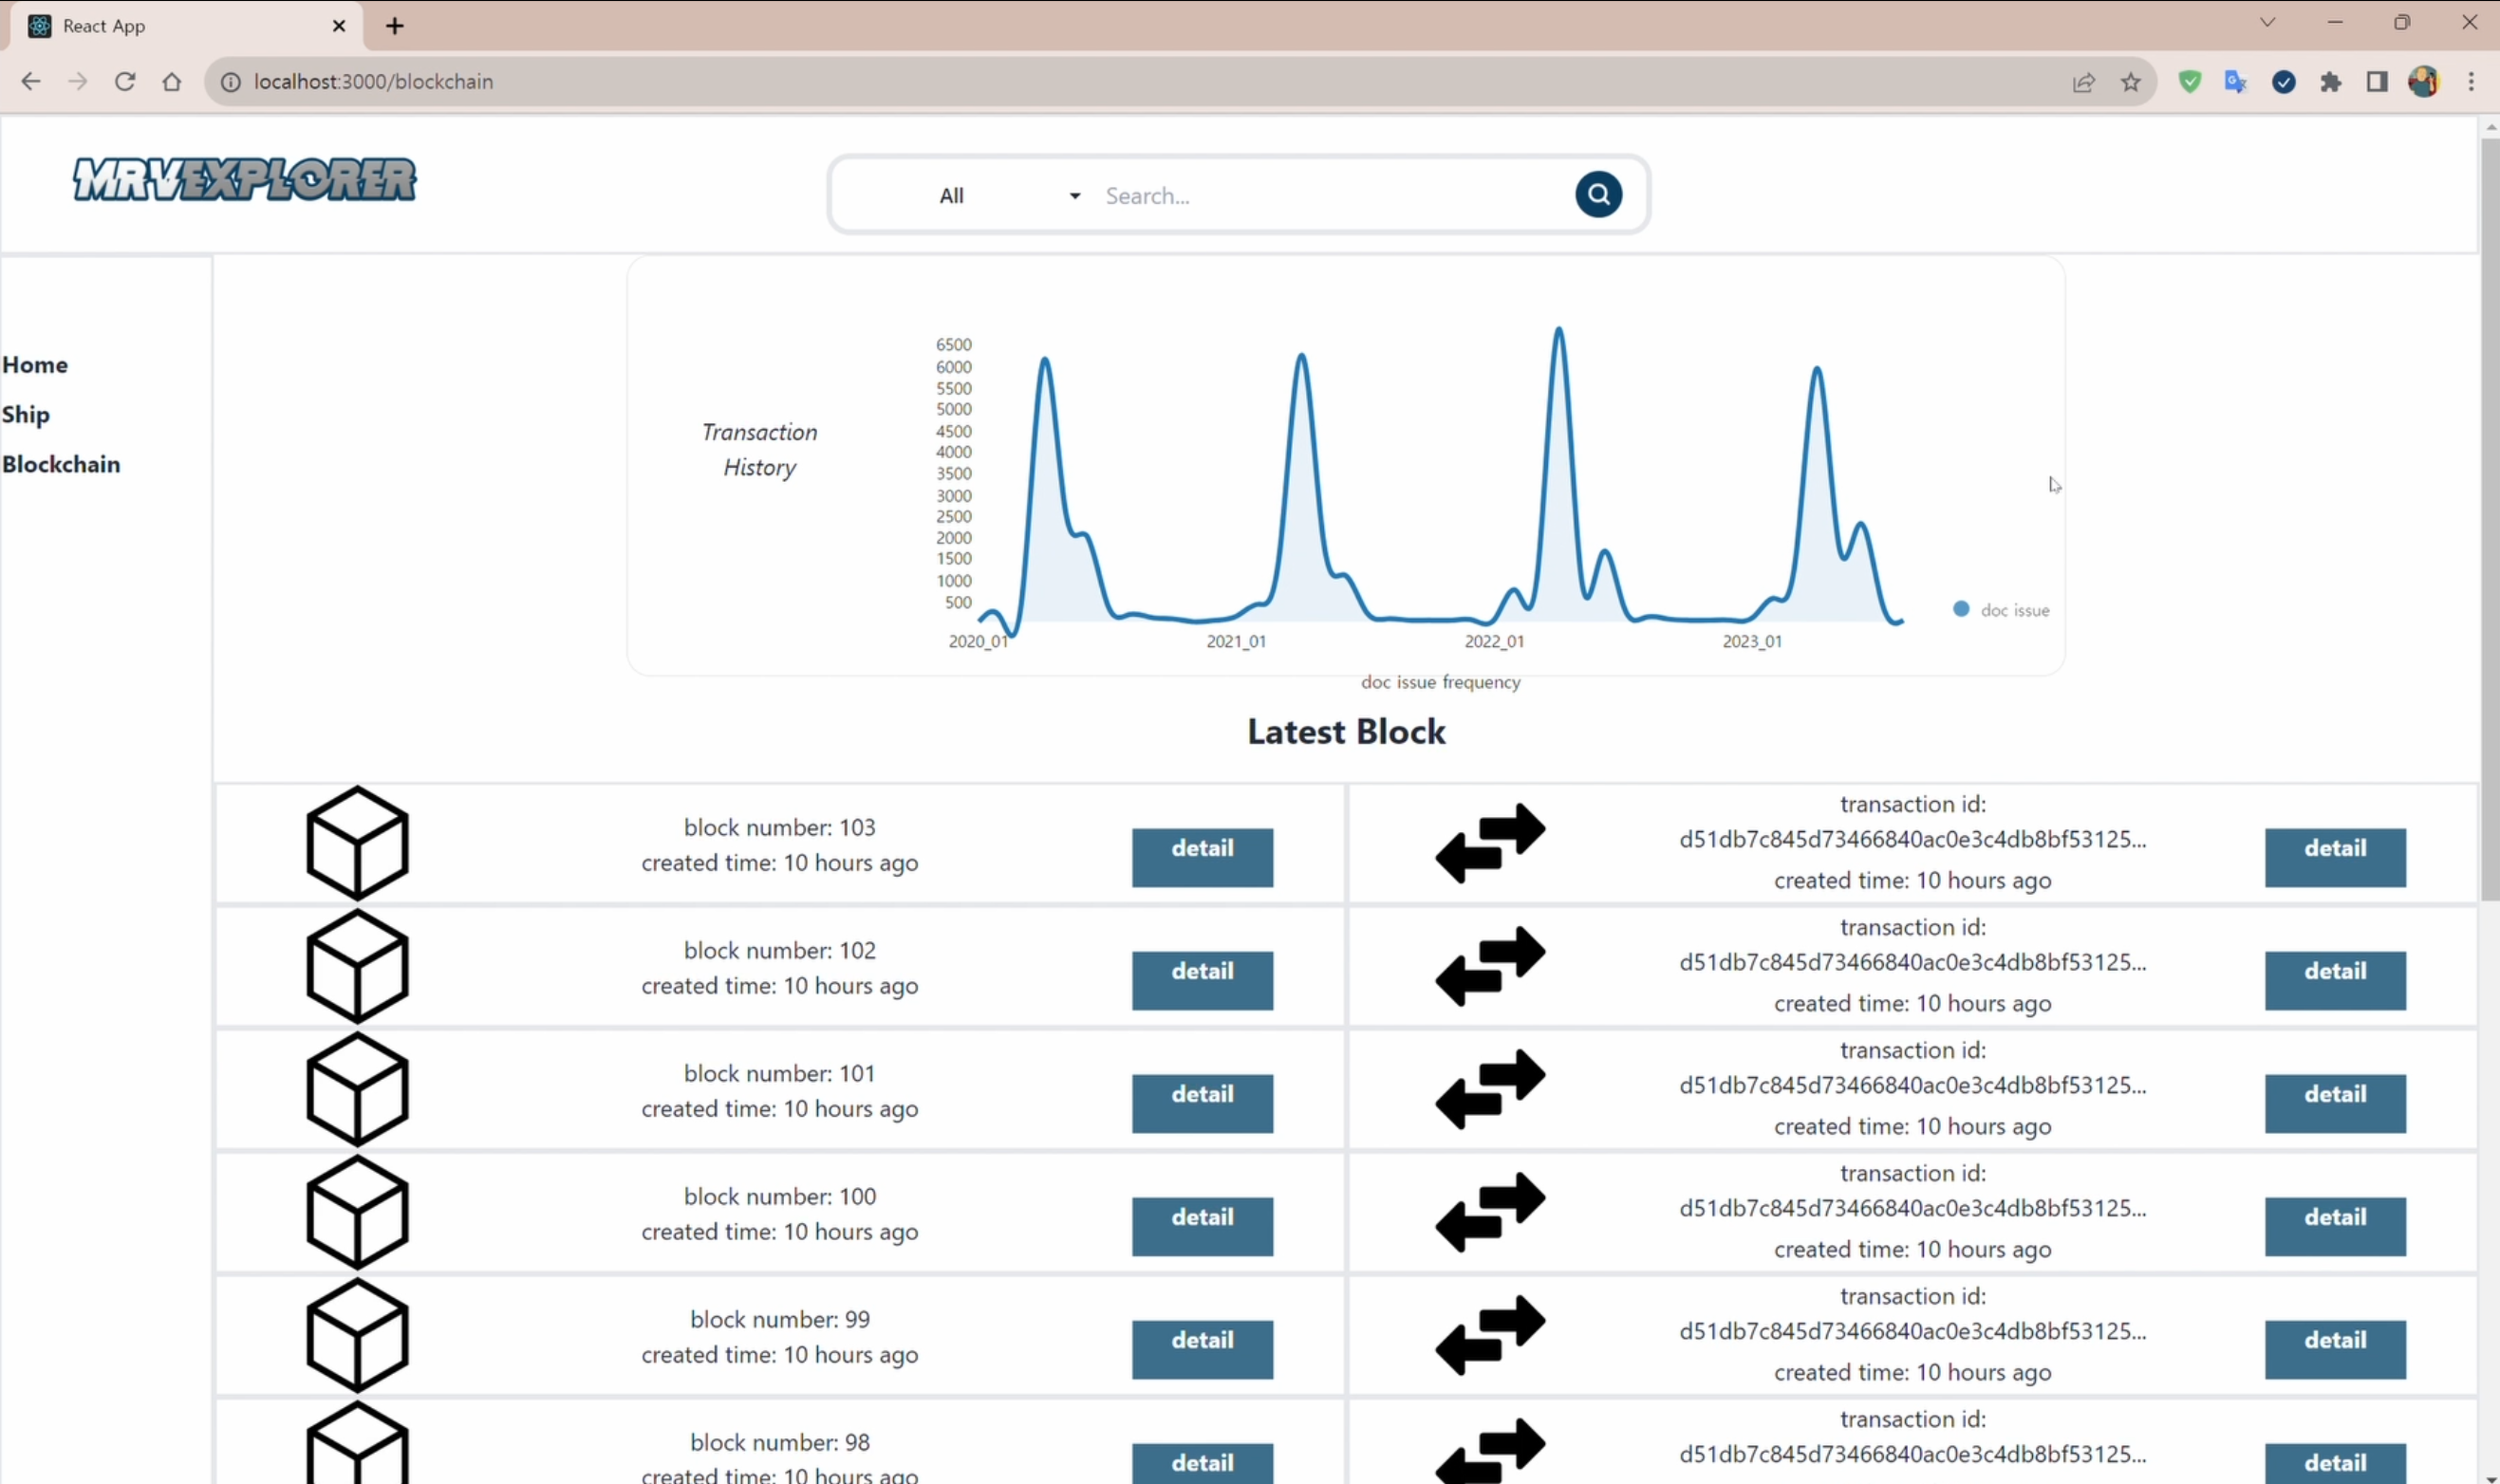 React App
localhost:3000/blockchain
MRVEXPLORER
All
Search...
Home
Ship
Blockchain
Transaction
History
6500
6000
5500
5000
4500
4000
3500
3000
2500
2000
1500
1000
500
2020_01 2021_01 2022_01 2023_01
doc issue
doc issue frequency
Latest Block
block number: 103
created time: 10 hours ago
detail
transaction id:
d51db7c845d73466840ac0e3c4db8bf53125...
created time: 10 hours ago
detail
block number: 102
created time: 10 hours ago
detail
transaction id:
d51db7c845d73466840ac0e3c4db8bf53125...
created time: 10 hours ago
detail
block number: 101
created time: 10 hours ago
detail
transaction id:
d51db7c845d73466840ac0e3c4db8bf53125...
created time: 10 hours ago
detail
block number: 100
created time: 10 hours ago
detail
transaction id:
d51db7c845d73466840ac0e3c4db8bf53125...
created time: 10 hours ago
detail
block number: 99
created time: 10 hours ago
detail
transaction id:
d51db7c845d73466840ac0e3c4db8bf53125...
created time: 10 hours ago
detail
block number: 98
created time: 10 hours ago
detail
transaction id:
d51db7c845d73466840ac0e3c4db8bf53125...
detail